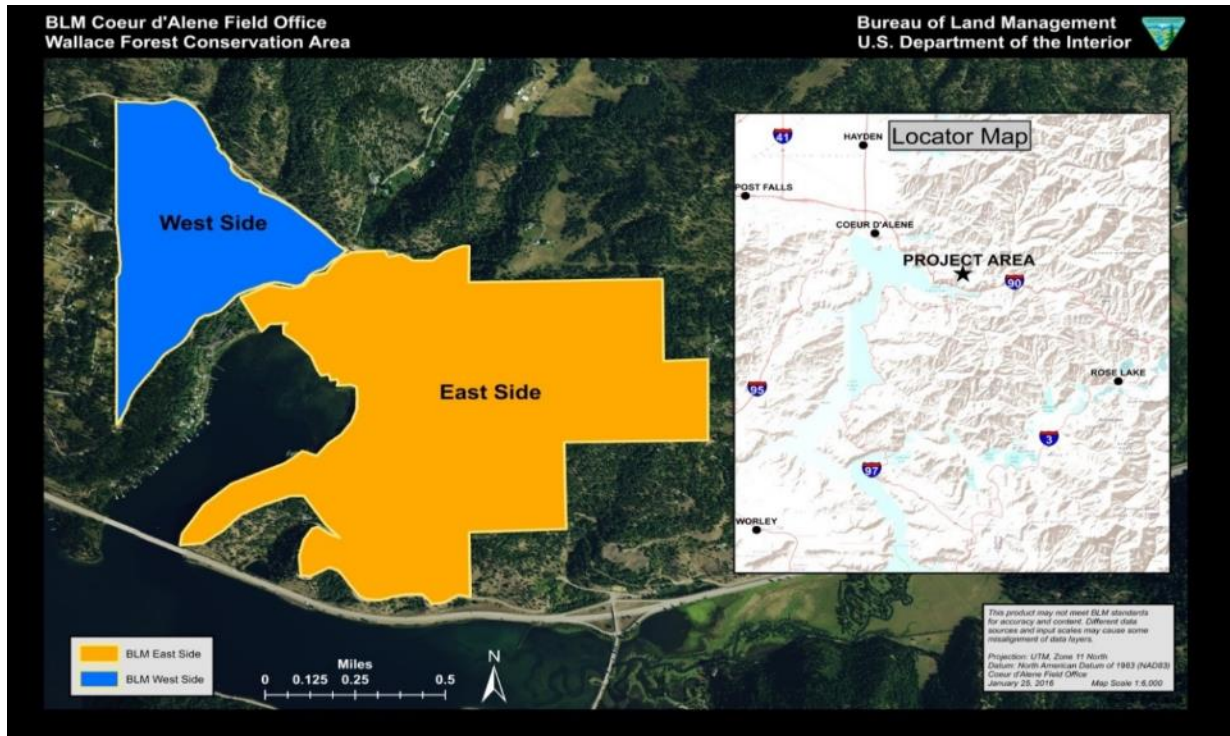 BLM Coeur d'Alene Field Office
Wallace Forest Conservation Area
Bureau of Land Management
U.S. Department of the Interior
West Side
East Side
Locator Map
41
HAYDEN
POST FALLS
COEUR D'ALENE
PROJECT AREA
90
ROSE LAKE
95
3
97
WORLEY
BLM East Side
BLM West Side
Miles
0 0.125 0.25 0.5
N
This product may not meet BLM standards
for accuracy and content. Different data
sources and input scales may cause some
misalignment of data layers.
Projection: UTM, Zone 11 North
Datum: North American Datum of 1983 (NAD83)
Coeur d'Alene Field Office
January 25, 2016 Map Scale 1:6,000